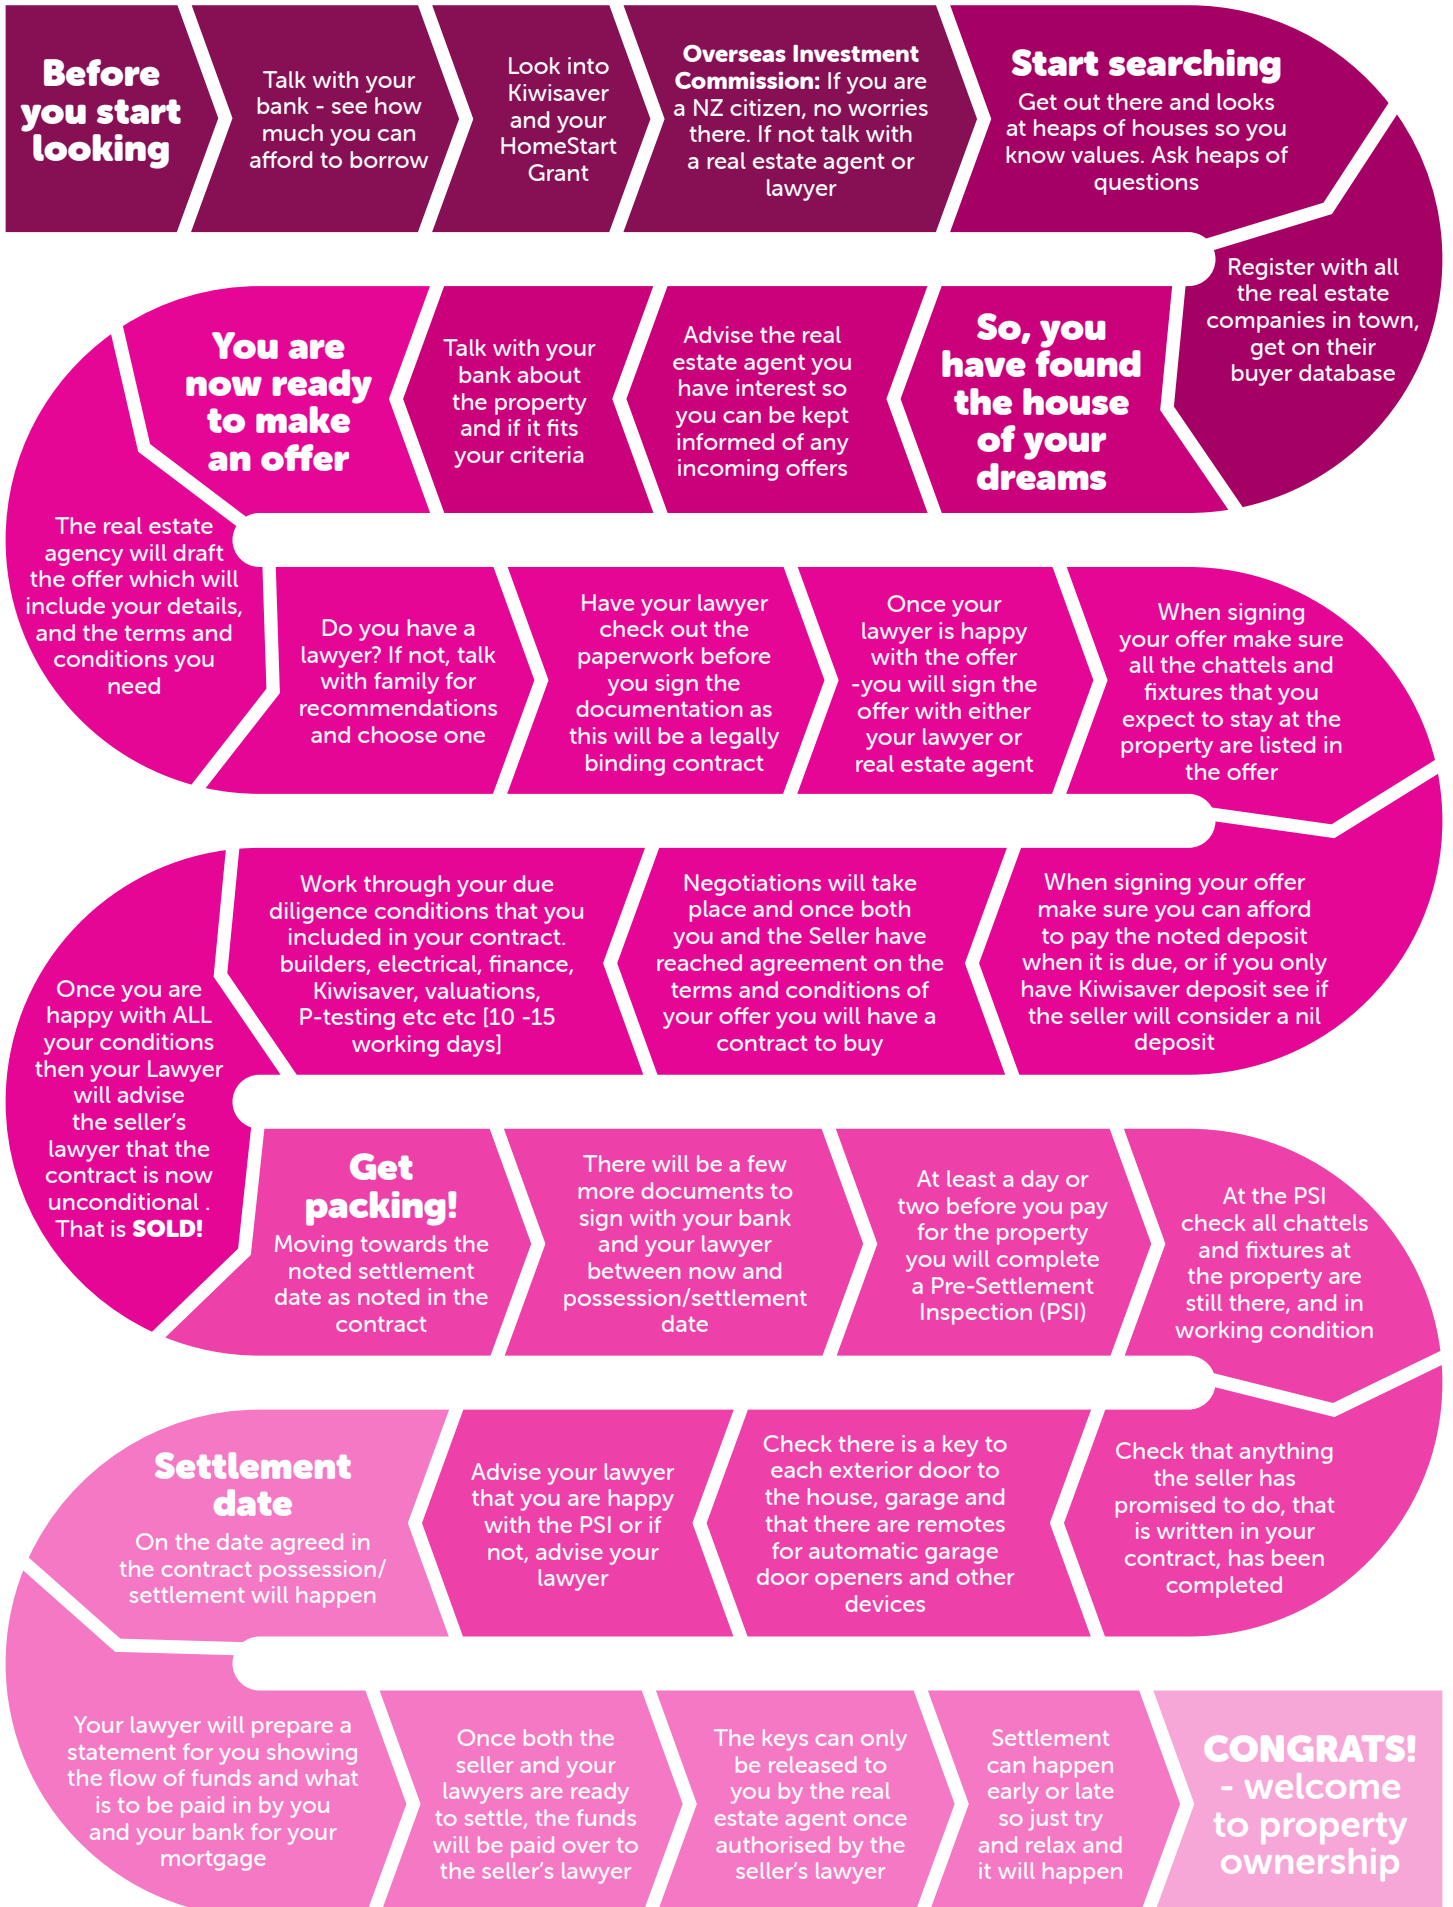 Before
you start
looking
Talk with your
bank - see how
much you can
afford to borrow
Look into
Kiwisaver
and your
HomeStart
Grant
Overseas Investment
Commission: If you are
a NZ citizen, no worries
there. If not talk with
a real estate agent or
lawyer
Start searching
Get out there and looks
at heaps of houses so you
know values. Ask heaps of
questions
Register with all
the real estate
companies in town,
get on their
buyer database
So, you
have found
the house
of your
dreams
Advise the real
estate agent you
have interest so
you can be kept
informed of any
incoming offers
Talk with your
bank about
the property
and if it fits
your criteria
You are
now ready
to make
an offer
The real estate
agency will draft
the offer which will
include your details,
and the terms and
conditions you
need
Do you have a
lawyer? If not, talk
with family for
recommendations
and choose one
Have your lawyer
check out the
paperwork before
you sign the
documentation as
this will be a legally
binding contract
Once your
lawyer is happy
with the offer
-you will sign the
offer with either
your lawyer or
real estate agent
When signing
your offer make sure
all the chattels and
fixtures that you
expect to stay at the
property are listed in
the offer
When signing your offer
make sure you can afford
to pay the noted deposit
when it is due, or if you only
have Kiwisaver deposit see if
the seller will consider a nil
deposit
Negotiations will take
place and once both
you and the Seller have
reached agreement on the
terms and conditions of
your offer you will have a
contract to buy
Work through your due
diligence conditions that you
included in your contract.
builders, electrical, finance,
Kiwisaver, valuations,
P-testing etc etc [10 -15
working days]
Once you are
happy with ALL
your conditions
then your Lawyer
will advise
the seller's
lawyer that the
contract is now
unconditional .
That is SOLD!
Get
packing!
Moving towards the
noted settlement
date as noted in the
contract
There will be a few
more documents to
sign with your bank
and your lawyer
between now and
possession/settlement
date
At least a day or
two before you pay
for the property
you will complete
a Pre-Settlement
Inspection (PSI)
At the PSI
check all chattels
and fixtures at
the property are
still there, and in
working condition
Check that anything
the seller has
promised to do, that
is written in your
contract, has been
completed
Check there is a key to
each exterior door to
the house, garage and
that there are remotes
for automatic garage
door openers and other
devices
Advise your lawyer
that you are happy
with the PSI or if
not, advise your
lawyer
Settlement
date
On the date agreed in
the contract possession/
settlement will happen
Your lawyer will prepare a
statement for you showing
the flow of funds and what
is to be paid in by you
and your bank for your
mortgage
Once both the
seller and your
lawyers are ready
to settle, the funds
will be paid over to
the seller's lawyer
The keys can only
be released to
you by the real
estate agent once
authorised by the
seller's lawyer
Settlement
can happen
early or late
so just try
and relax and
it will happen
CONGRATS!
- welcome
to property
ownership